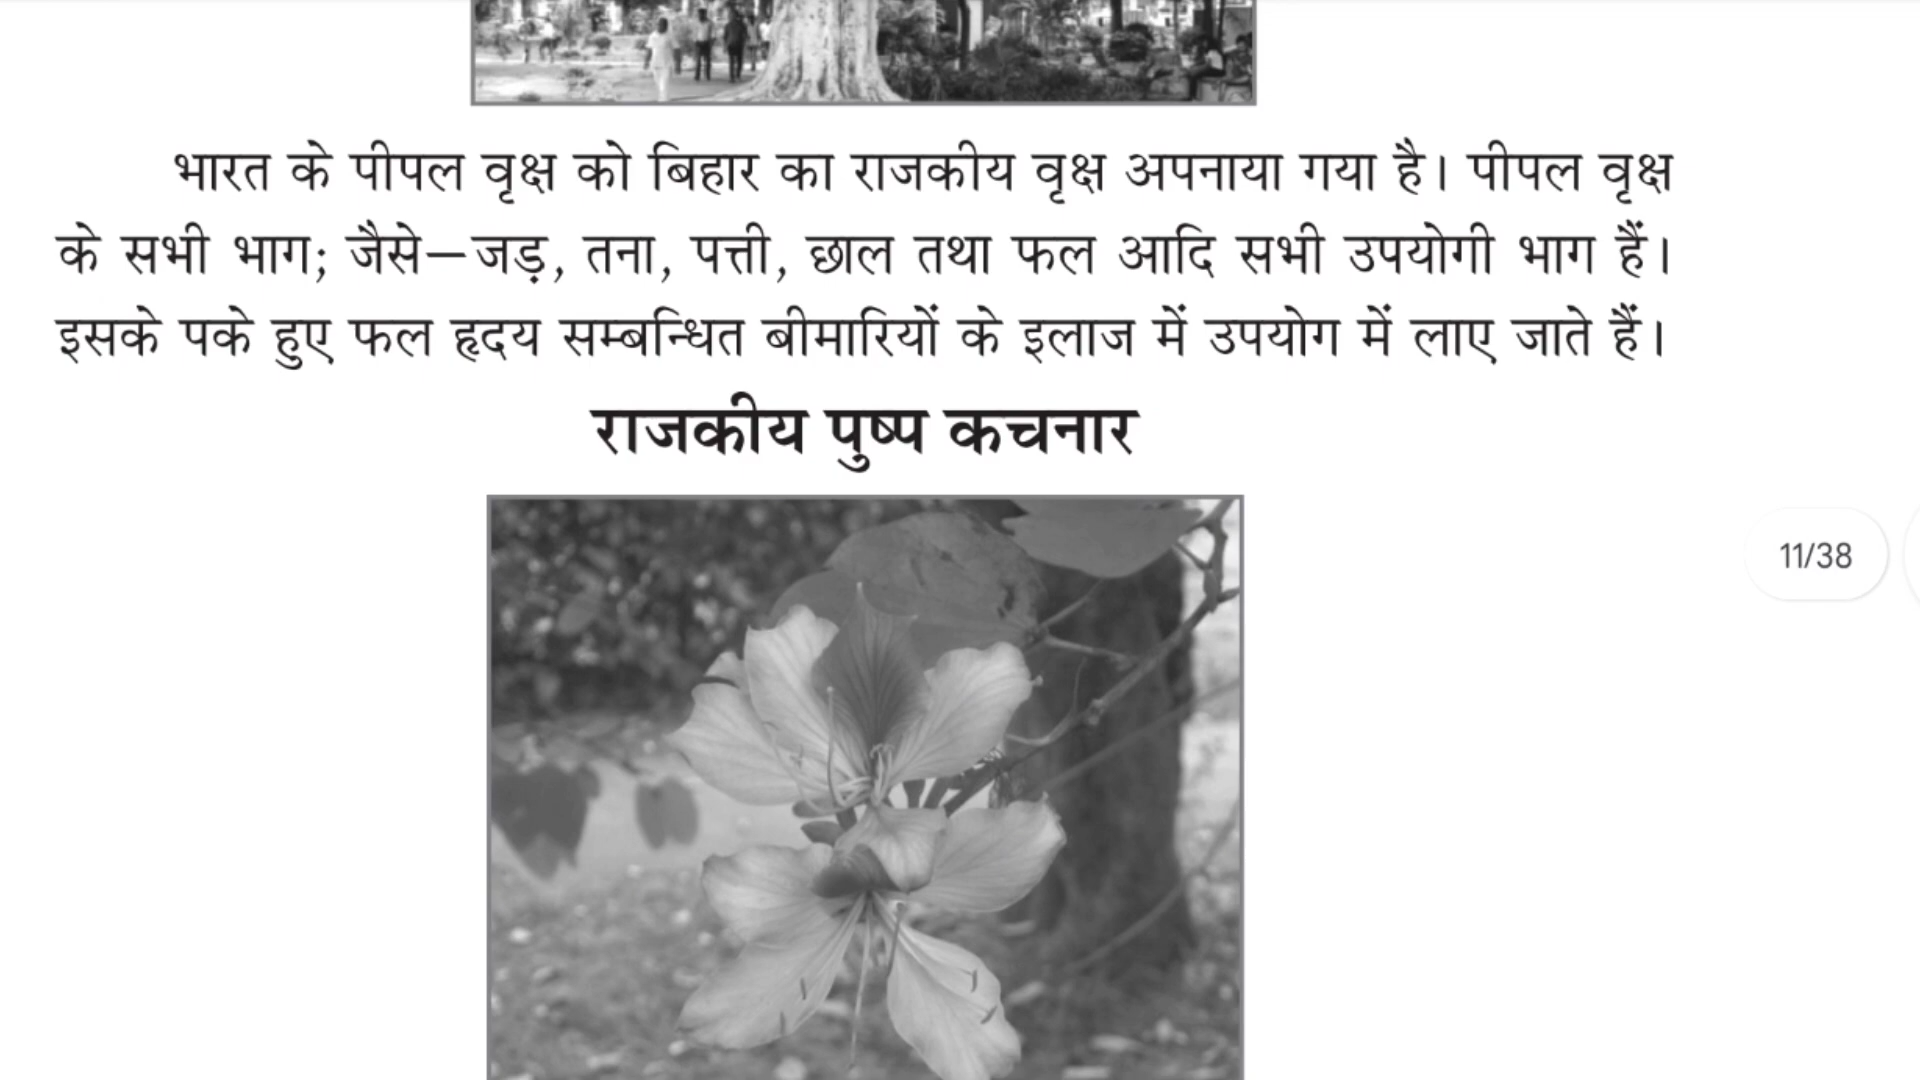 भारत के पीपल वृक्ष को बिहार का राजकीय वृक्ष अपनाया गया है। पीपल वृक्ष
के सभी भाग; जैसे—जड़, तना, पत्ती, छाल तथा फल आदि सभी उपयोगी भाग हैं।
इसके पके हुए फल हृदय सम्बन्धित बीमारियों के इलाज में उपयोग में लाए जाते हैं।
राजकीय पुष्प कचनार
11/38